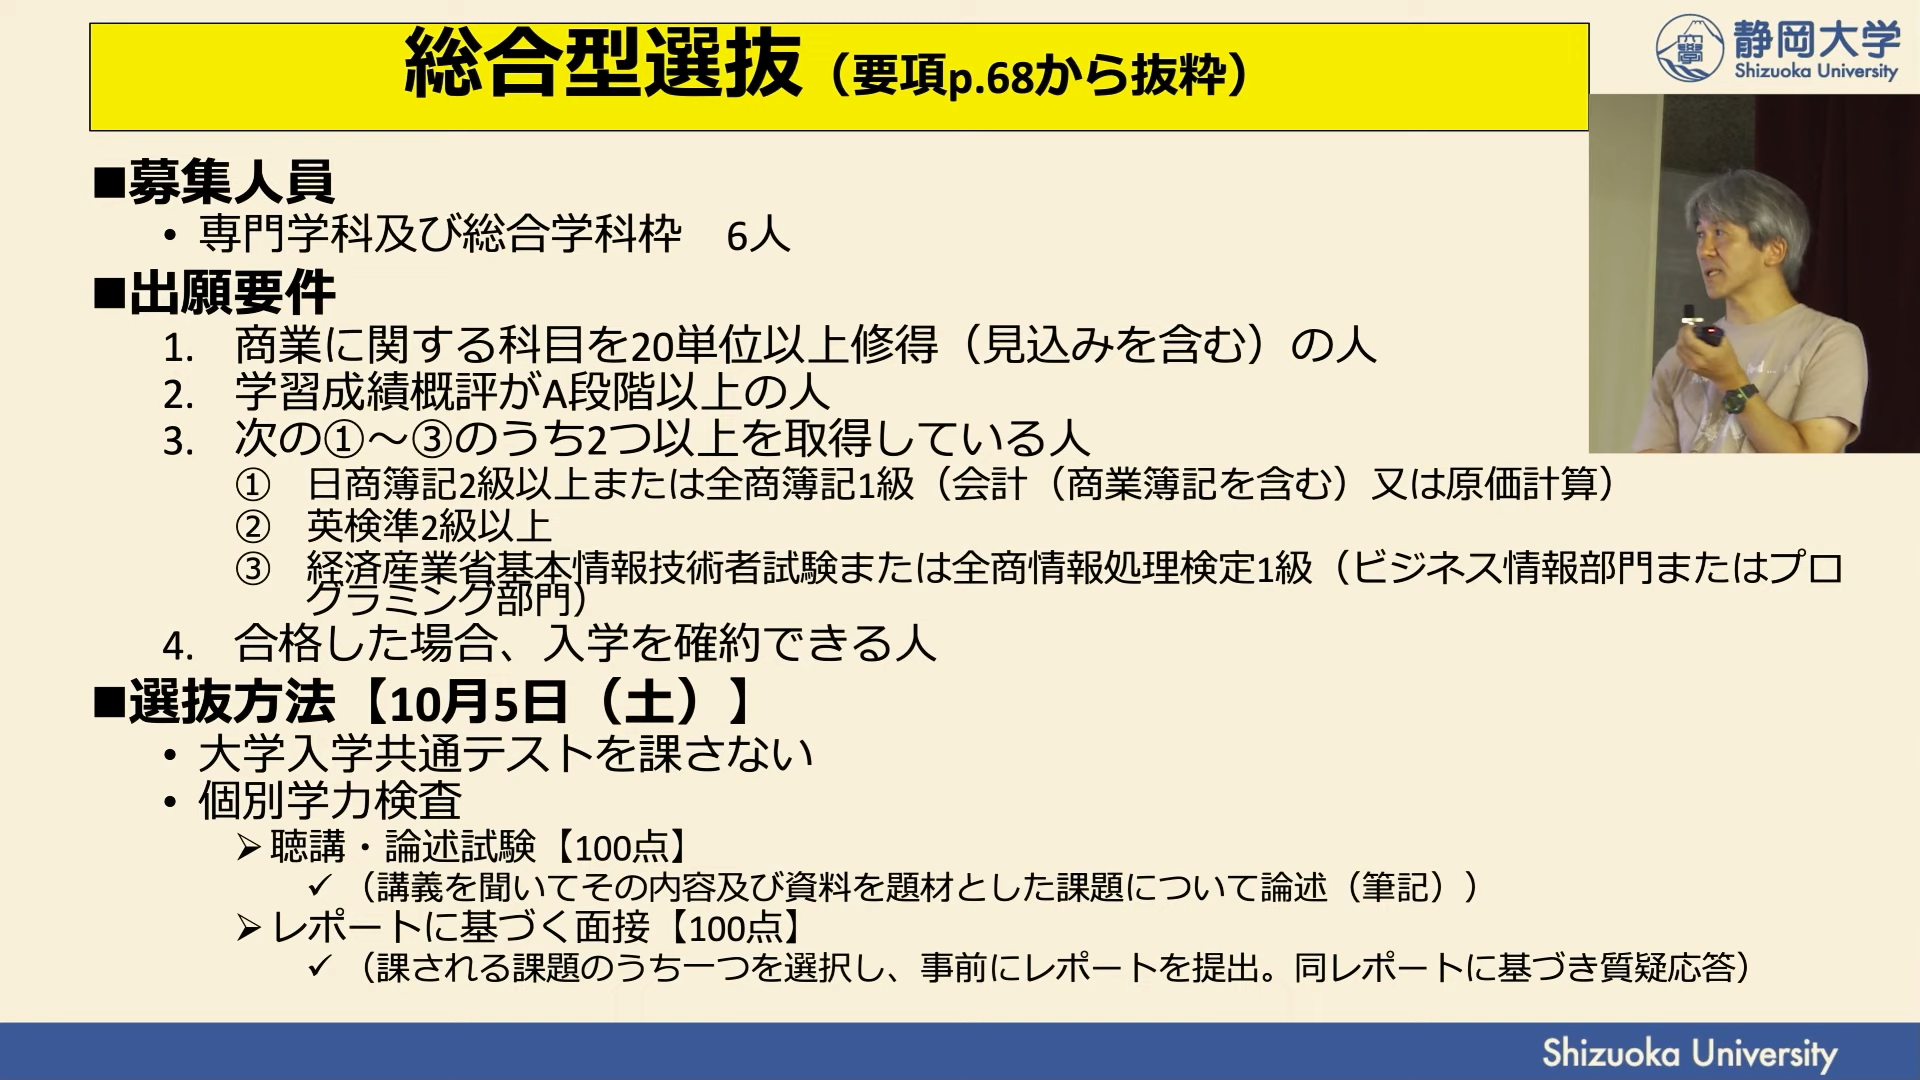 総合型選抜（要項p.68から抜粋）
静岡大学
Shizuoka University
■募集人員
• 専門学科及び総合学科枠　6人
■出願要件
1. 商業に関する科目を20単位以上修得（見込みを含む）の人
2. 学習成績概評がA段階以上の人
3. 次の①～③のうち2つ以上を取得している人
① 日商簿記2級以上または全商簿記1級（会計（商業簿記を含む）又は原価計算）
② 英検準2級以上
③ 経済産業省基本情報技術者試験または全商情報処理検定1級（ビジネス情報部門またはプロ
グラミング部門）
4. 合格した場合、入学を確約できる人
■選抜方法【10月5日（土）】
• 大学入学共通テストを課さない
• 個別学力検査
➢ 聴講・論述試験【100点】
✓ （講義を聞いてその内容及び資料を題材とした課題について論述（筆記））
➢ レポートに基づく面接【100点】
✓ （課される課題のうち一つを選択し、事前にレポートを提出。同レポートに基づき質疑応答）
Shizuoka University